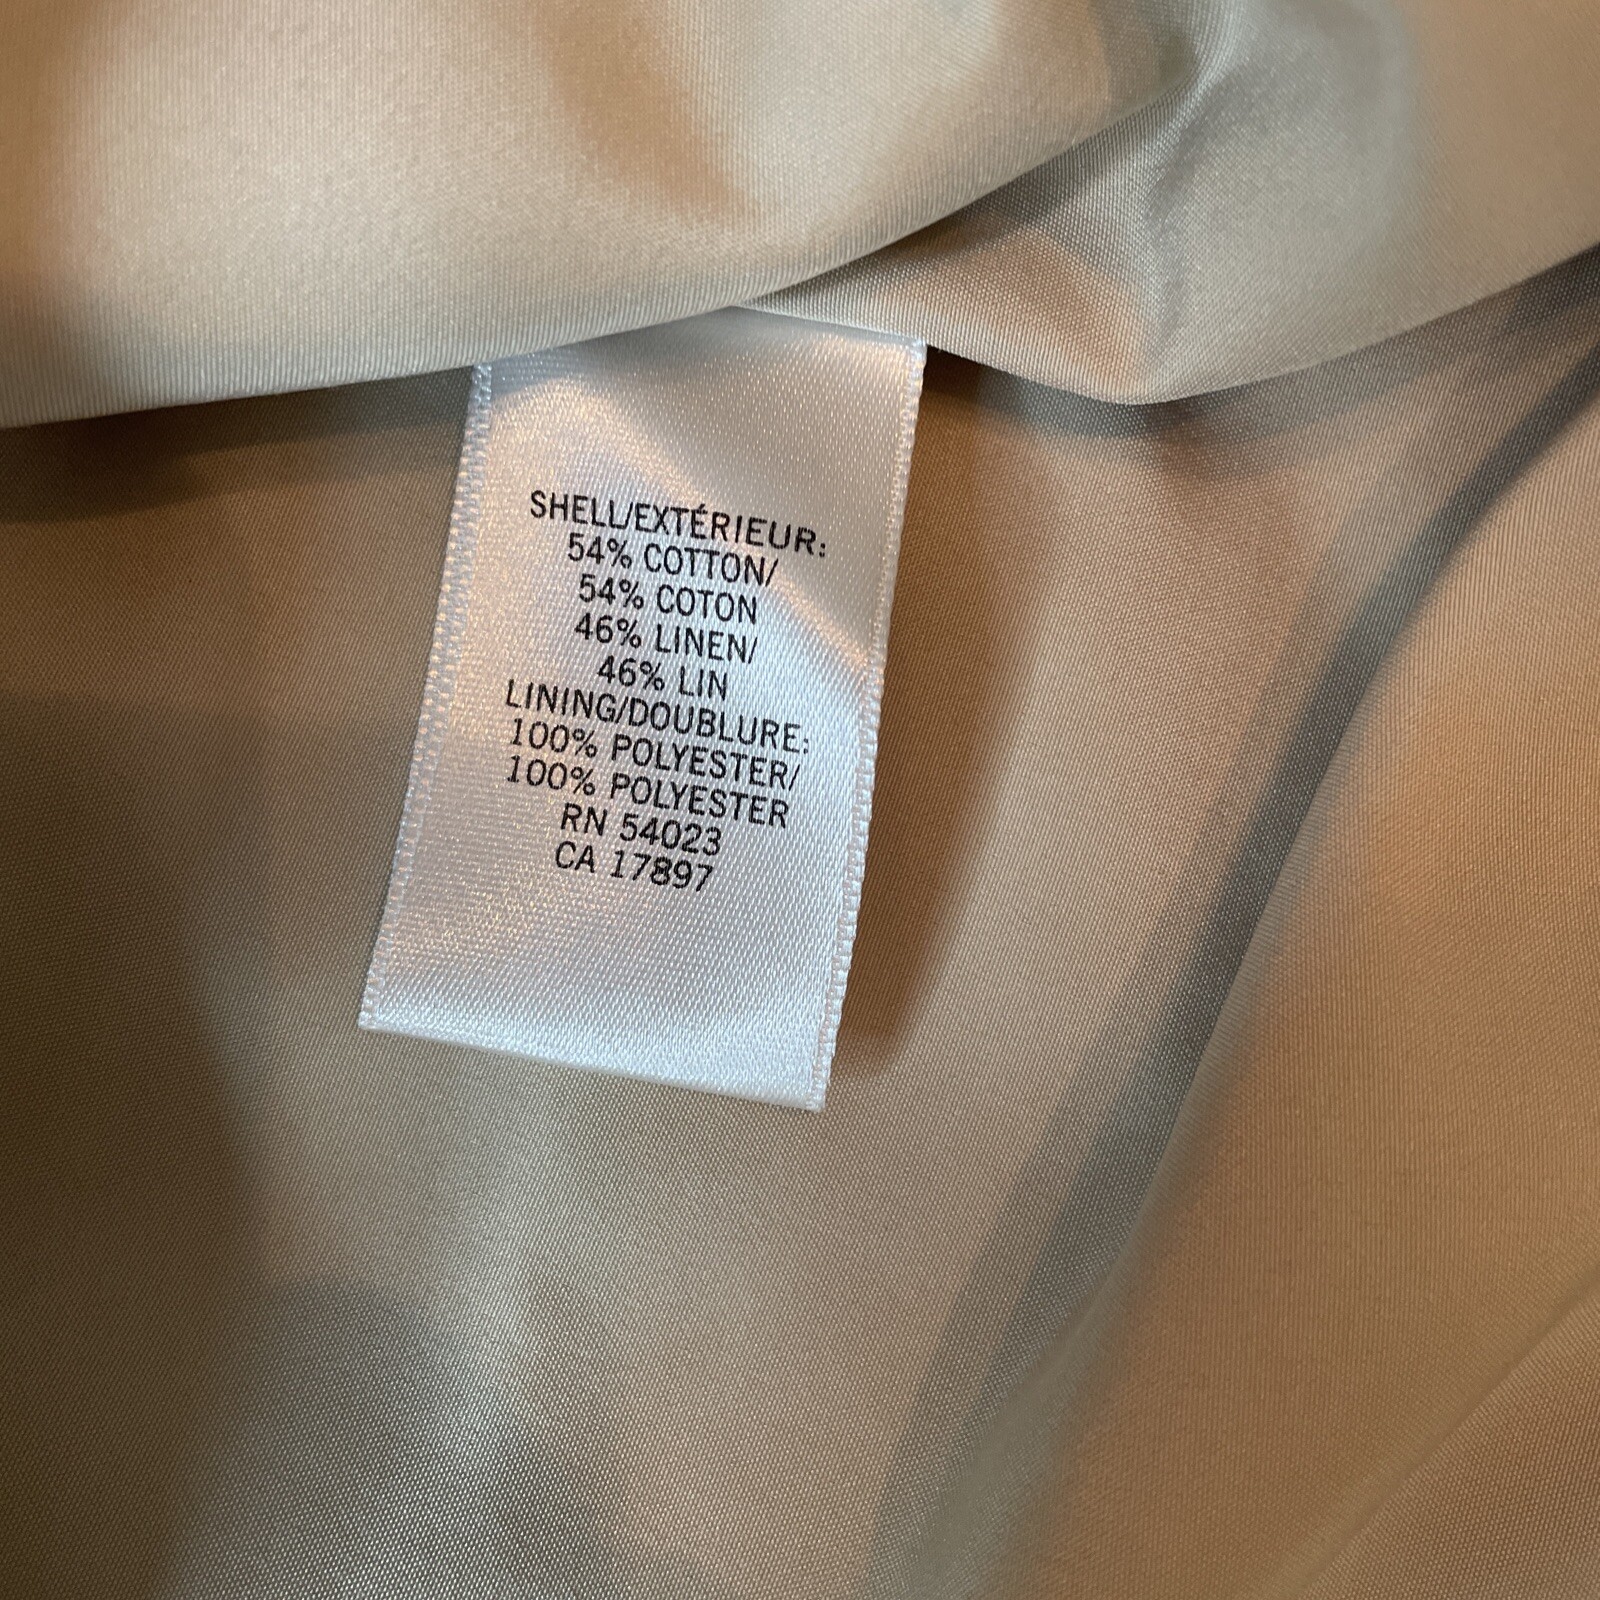 SHELL/EXTÉRIEUR:
54% COTTON/
54% COTON
46% LINEN/
46% LIN
LINING/DOUBLURE:
100% POLYESTER/
100% POLYESTER
RN 54023
CA 17897